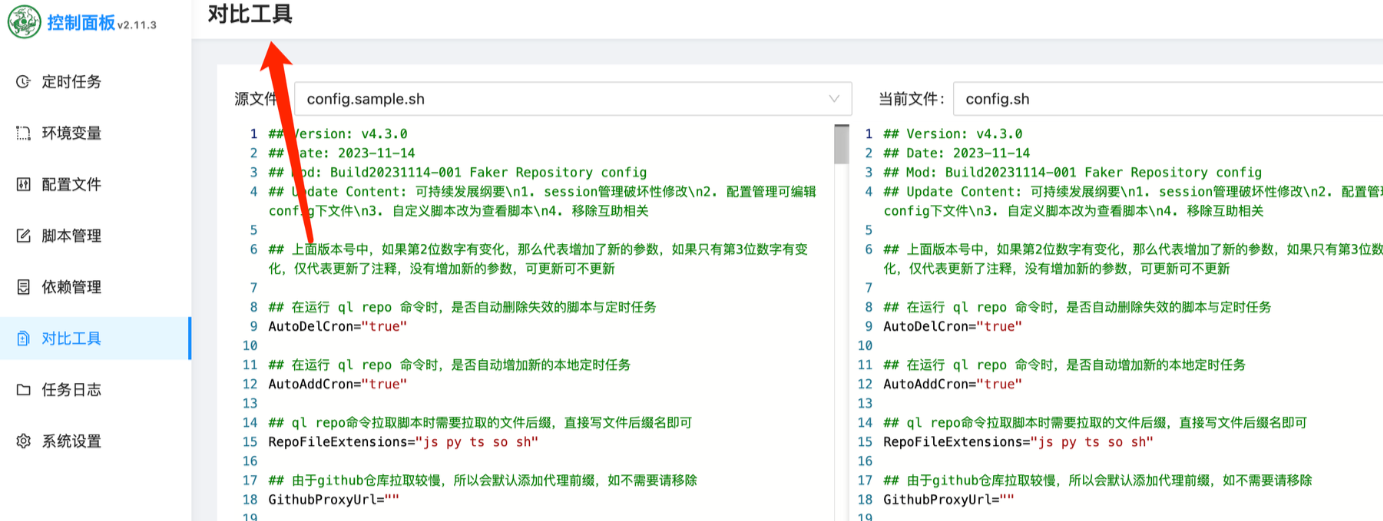 控制面板 v2.11.3
定时任务
环境变量
配置文件
脚本管理
依赖管理
对比工具
任务日志
系统设置
对比工具
源文件
config.sample.sh
1 ## Version: v4.3.0
2 ## Date: 2023-11-14
3 ## Mod: Build20231114-001 Faker Repository config
4 ## Update Content: 可持续发展纲要\n1. session管理破坏性修改\n2. 配置管理可编辑
config下文件\n3. 自定义脚本改为查看脚本\n4. 移除互助相关
5
6 ## 上面版本号中，如果第2位数字有变化，那么代表增加了新的参数，如果只有第3位数字有变
化，仅代表更新了注释，没有增加新的参数，可更新可不更新
7
8 ## 在运行 ql repo 命令时，是否自动删除失效的脚本与定时任务
9 AutoDelCron="true"
10
11 ## 在运行 ql repo 命令时，是否自动增加新的本地定时任务
12 AutoAddCron="true"
13
14 ## ql repo命令拉取脚本时需要拉取的文件后缀，直接写文件后缀名即可
15 RepoFileExtensions="js py ts so sh"
16
17 ## 由于github仓库拉取较慢，所以会默认添加代理前缀，如不需要请移除
18 GithubProxyUrl=""
19
当前文件：
config.sh
1 ## Version: v4.3.0
2 ## Date: 2023-11-14
3 ## Mod: Build20231114-001 Faker Repository config
4 ## Update Content: 可持续发展纲要\n1. session管理破坏性修改\n2. 配置管
config下文件\n3. 自定义脚本改为查看脚本\n4. 移除互助相关
5
6 ## 上面版本号中，如果第2位数字有变化，那么代表增加了新的参数，如果只有第3位数
化，仅代表更新了注释，没有增加新的参数，可更新可不更新
7
8 ## 在运行 ql repo 命令时，是否自动删除失效的脚本与定时任务
9 AutoDelCron="true"
10
11 ## 在运行 ql repo 命令时，是否自动增加新的本地定时任务
12 AutoAddCron="true"
13
14 ## ql repo命令拉取脚本时需要拉取的文件后缀，直接写文件后缀名即可
15 RepoFileExtensions="js py ts so sh"
16
17 ## 由于github仓库拉取较慢，所以会默认添加代理前缀，如不需要请移除
18 GithubProxyUrl=""
19